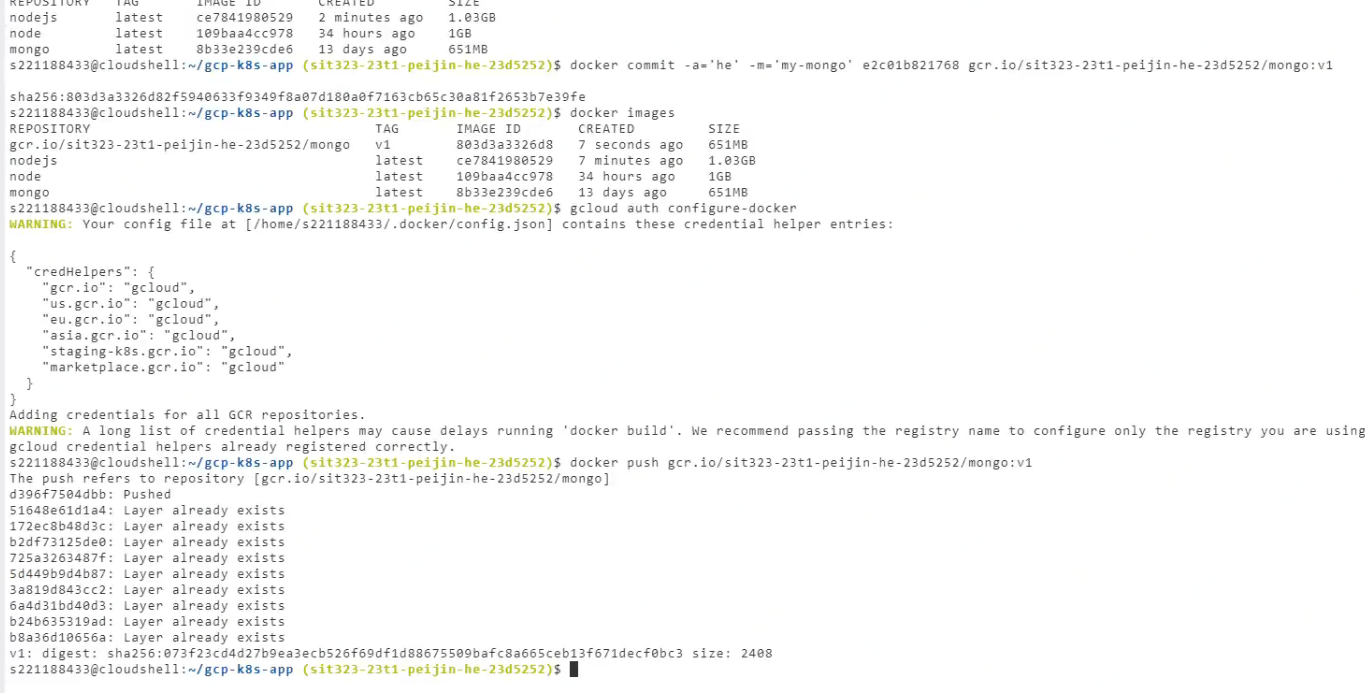 REPOSITORY TAG IMAGE ID CREATED SIZE
nodejs latest ce7841980529 2 minutes ago 1.03GB
node latest 109baa4cc978 34 hours ago 1GB
mongo latest 8b33e239cde6 13 days ago 651MB
s221188433@cloudshell:~/gcp-k8s-app (sit323-23t1-peijin-he-23d5252)$ docker commit -a='he' -m='my-mongo' e2c01b821768 gcr.io/sit323-23t1-peijin-he-23d5252/mongo:v1
sha256:803d3a3326d82f5940633f9349f8a07d180a0f7163cb65c30a81f2653b7e39fe
s221188433@cloudshell:~/gcp-k8s-app (sit323-23t1-peijin-he-23d5252)$ docker images
REPOSITORY TAG IMAGE ID CREATED SIZE
gcr.io/sit323-23t1-peijin-he-23d5252/mongo v1 803d3a3326d8 7 seconds ago 651MB
nodejs latest ce7841980529 7 minutes ago 1.03GB
node latest 109baa4cc978 34 hours ago 1GB
mongo latest 8b33e239cde6 13 days ago 651MB
s221188433@cloudshell:~/gcp-k8s-app (sit323-23t1-peijin-he-23d5252)$ gcloud auth configure-docker
WARNING: Your config file at [/home/s221188433/.docker/config.json] contains these credential helper entries:
{
"credHelpers": {
"gcr.io": "gcloud",
"us.gcr.io": "gcloud",
"eu.gcr.io": "gcloud",
"asia.gcr.io": "gcloud",
"staging-k8s.gcr.io": "gcloud",
"marketplace.gcr.io": "gcloud"
}
}
Adding credentials for all GCR repositories.
WARNING: A long list of credential helpers may cause delays running 'docker build'. We recommend passing the registry name to configure only the registry you are using
gcloud credential helpers already registered correctly.
s221188433@cloudshell:~/gcp-k8s-app (sit323-23t1-peijin-he-23d5252)$ docker push gcr.io/sit323-23t1-peijin-he-23d5252/mongo:v1
The push refers to repository [gcr.io/sit323-23t1-peijin-he-23d5252/mongo]
d396f7504dbb: Pushed
51648e61d1a4: Layer already exists
172ec8b48d3c: Layer already exists
b2df73125de0: Layer already exists
725a3263487f: Layer already exists
5d449b9d4b87: Layer already exists
3a819d843cc2: Layer already exists
6a4d31bd40d3: Layer already exists
b24b635319ad: Layer already exists
b8a36d10656a: Layer already exists
v1: digest: sha256:073f23cd4d27b9ea3ecb526f69df1d88675509bafc8a665ceb13f671decf0bc3 size: 2408
s221188433@cloudshell:~/gcp-k8s-app (sit323-23t1-peijin-he-23d5252)$